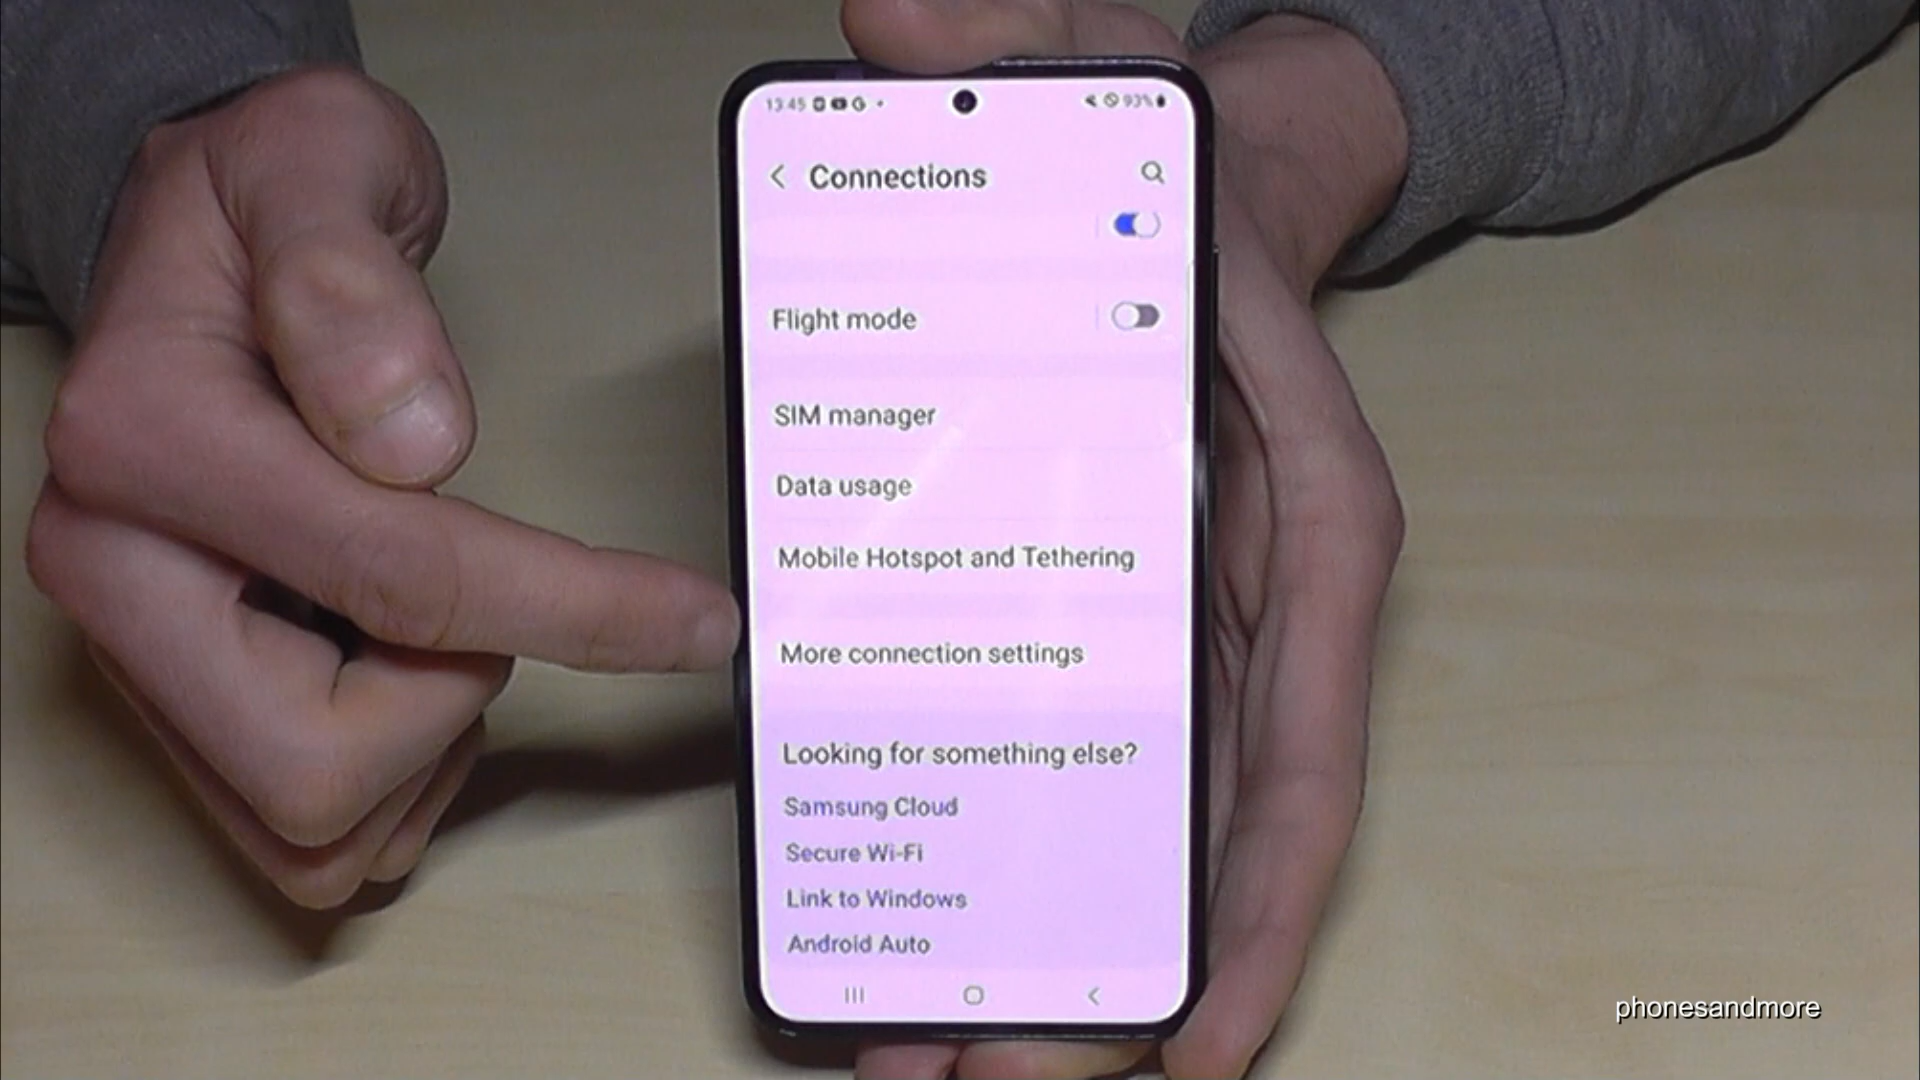 13:45
93%
Connections
Flight mode
SIM manager
Data usage
Mobile Hotspot and Tethering
More connection settings
Looking for something else?
Samsung Cloud
Secure Wi-Fi
Link to Windows
Android Auto
phonesandmore